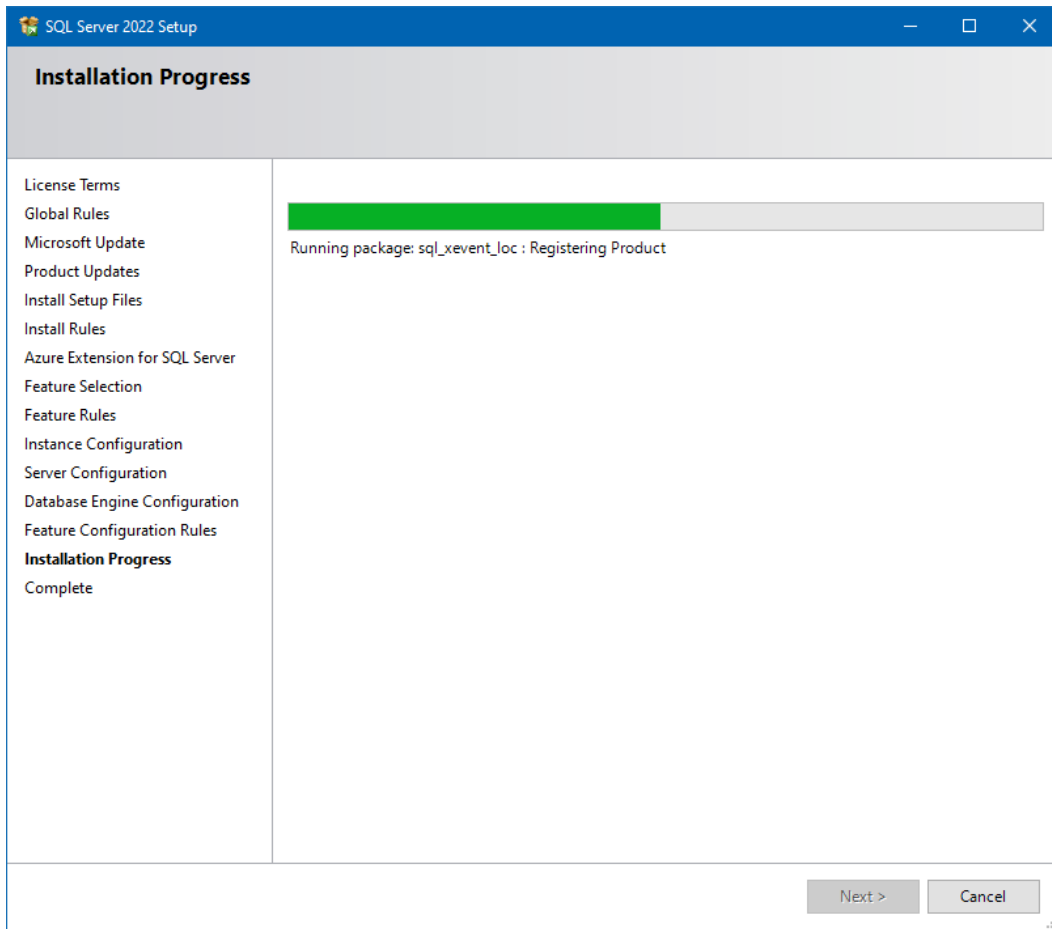 SQL Server 2022 Setup
Installation Progress
License Terms
Global Rules
Microsoft Update
Product Updates
Install Setup Files
Install Rules
Azure Extension for SQL Server
Feature Selection
Feature Rules
Instance Configuration
Server Configuration
Database Engine Configuration
Feature Configuration Rules
Installation Progress
Complete
Running package: sql_xevent_loc : Registering Product
Next >
Cancel